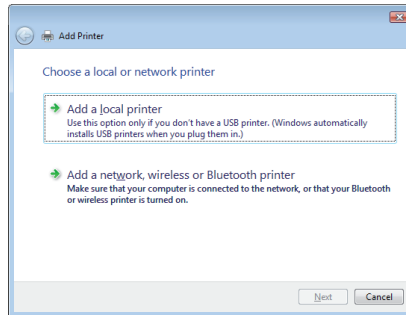 Add Printer
Choose a local or network printer
Add a local printer
Use this option only if you don't have a USB printer. (Windows automatically
installs USB printers when you plug them in.)
Add a network, wireless or Bluetooth printer
Make sure that your computer is connected to the network, or that your Bluetooth
or wireless printer is turned on.
Next
Cancel